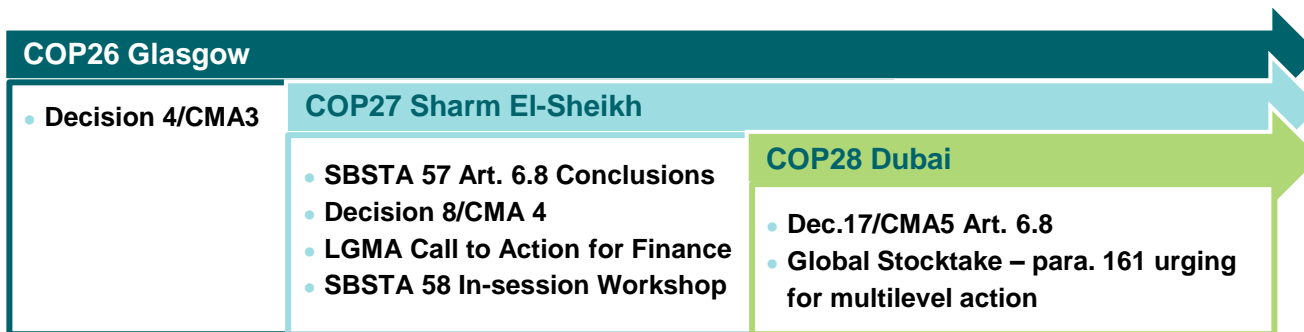 COP26 Glasgow
• Decision 4/CMA3
COP27 Sharm El-Sheikh
• SBSTA 57 Art. 6.8 Conclusions
• Decision 8/CMA 4
• LGMA Call to Action for Finance
• SBSTA 58 In-session Workshop
COP28 Dubai
• Dec.17/CMA5 Art. 6.8
• Global Stocktake – para. 161 urging
for multilevel action